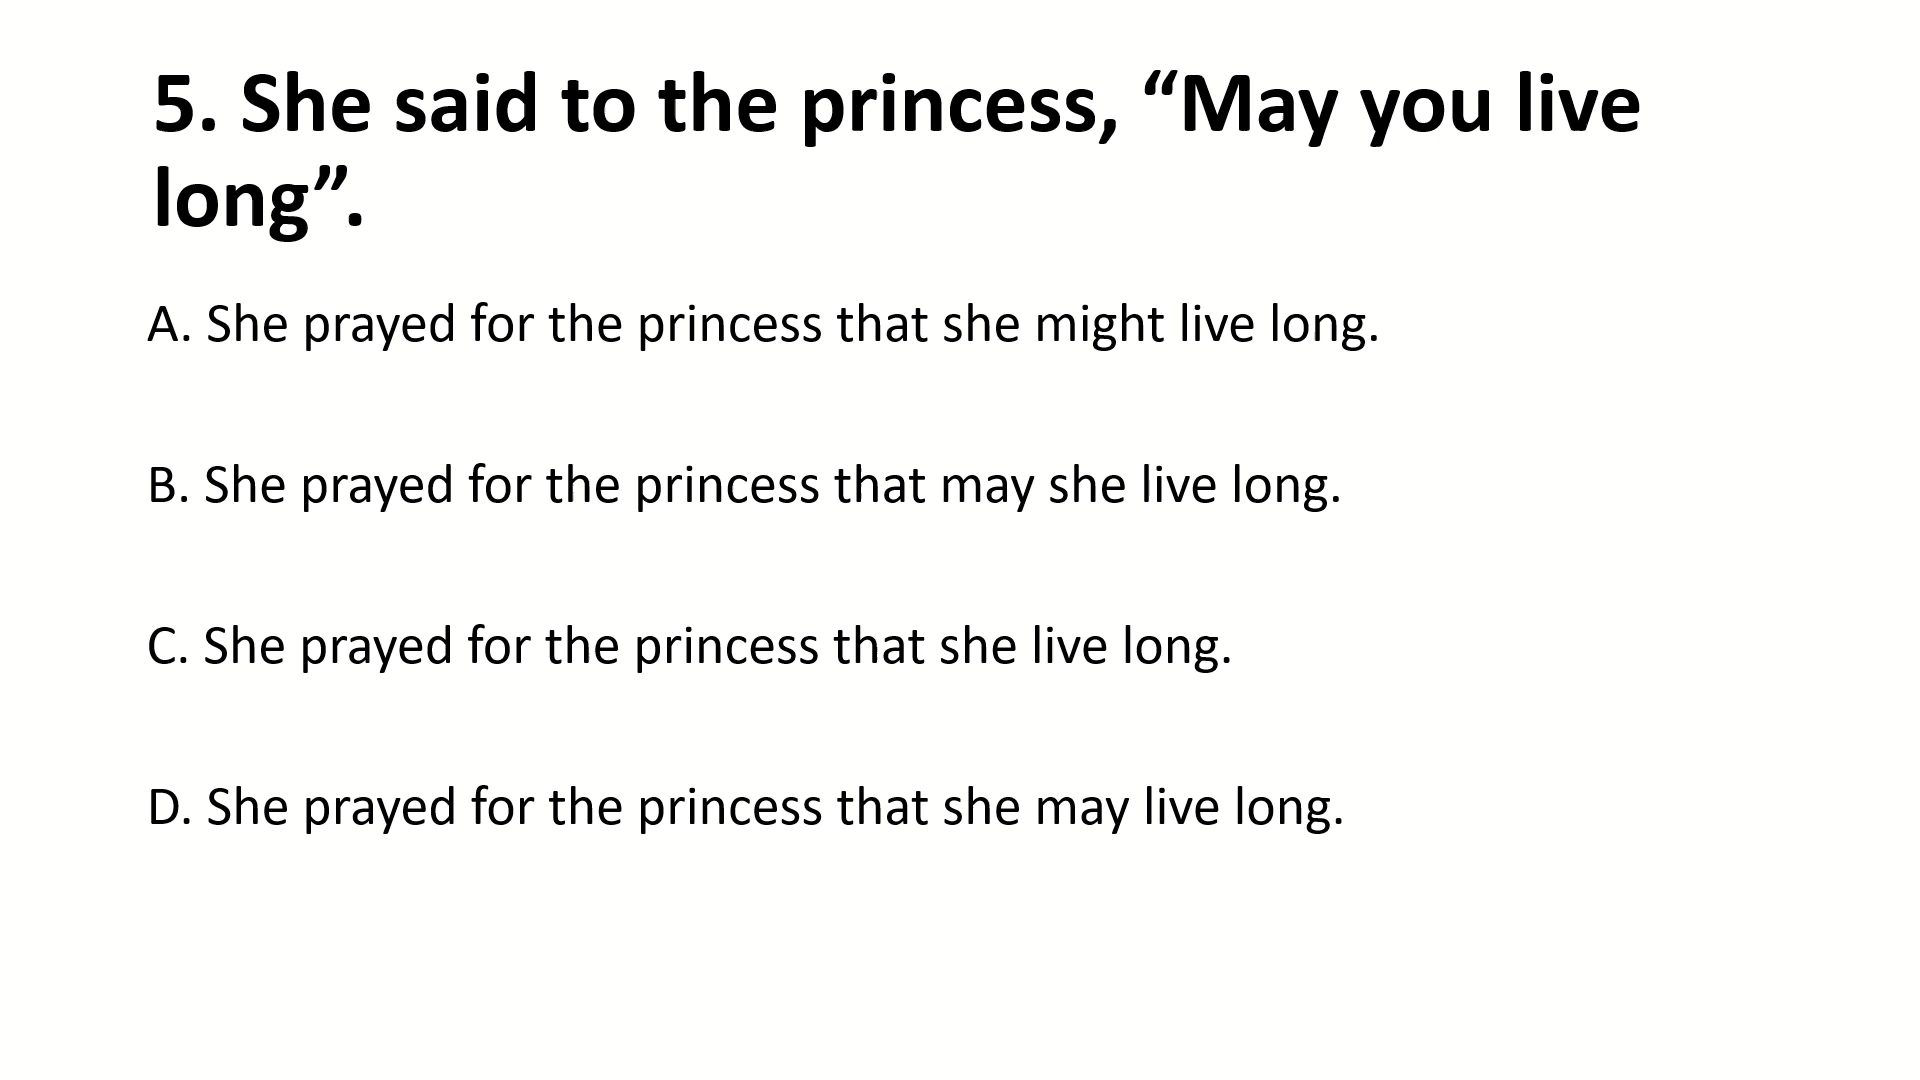 5. She said to the princess, “May you live
long”.
A. She prayed for the princess that she might live long.
B. She prayed for the princess that may she live long.
C. She prayed for the princess that she live long.
D. She prayed for the princess that she may live long.